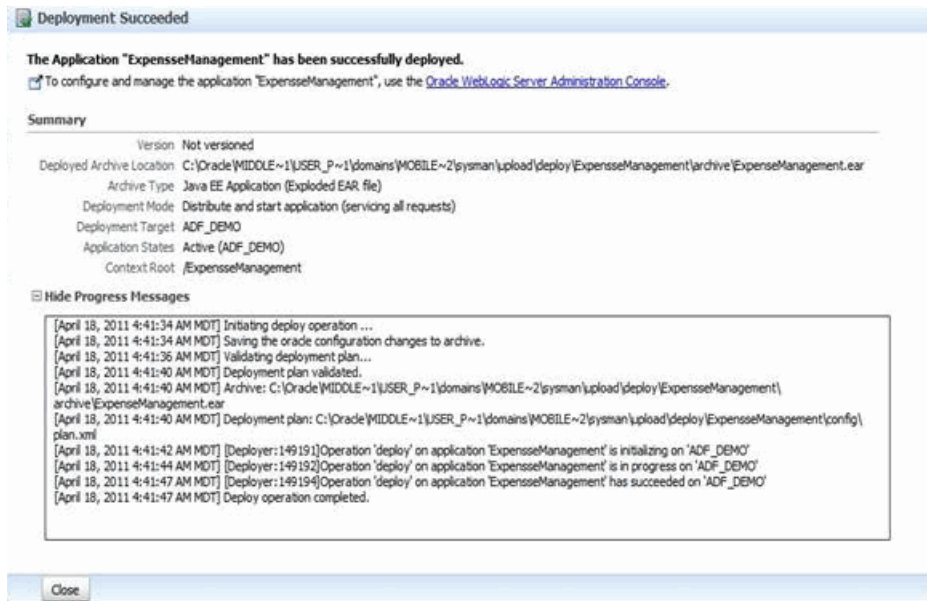 Deployment Succeeded
The Application "ExpensseManagement" has been successfully deployed.
To configure and manage the application "ExpensseManagement", use the Oracle WebLogic Server Administration Console.
Summary
Version Not versioned
Deployed Archive Location C:\Oracle\MIDDLE~1\USER_P~1\domains\MOBILE~2\sysman\upload\deploy\ExpensseManagement\archive\ExpenseManagement.ear
Archive Type Java EE Application (Exploded EAR file)
Deployment Mode Distribute and start application (servicing all requests)
Deployment Target ADF_DEMO
Application States Active (ADF_DEMO)
Context Root /ExpensseManagement
Hide Progress Messages
[April 18, 2011 4:41:34 AM MDT] Initiating deploy operation ...
[April 18, 2011 4:41:34 AM MDT] Saving the oracle configuration changes to archive.
[April 18, 2011 4:41:36 AM MDT] Validating deployment plan...
[April 18, 2011 4:41:40 AM MDT] Deployment plan validated.
[April 18, 2011 4:41:40 AM MDT] Archive: C:\Oracle\MIDDLE~1\USER_P~1\domains\MOBILE~2\sysman\upload\deploy\ExpensseManagement\
archive\ExpenseManagement.ear
[April 18, 2011 4:41:40 AM MDT] Deployment plan: C:\Oracle\MIDDLE~1\USER_P~1\domains\MOBILE~2\sysman\upload\deploy\ExpensseManagement\config\
plan.xml
[April 18, 2011 4:41:42 AM MDT] [Deployer:149191]Operation 'deploy' on application 'ExpensseManagement' is initializing on 'ADF_DEMO'
[April 18, 2011 4:41:44 AM MDT] [Deployer:149192]Operation 'deploy' on application 'ExpensseManagement' is in progress on 'ADF_DEMO'
[April 18, 2011 4:41:47 AM MDT] [Deployer:149194]Operation 'deploy' on application 'ExpensseManagement' has succeeded on 'ADF_DEMO'
[April 18, 2011 4:41:47 AM MDT] Deploy operation completed.
Close